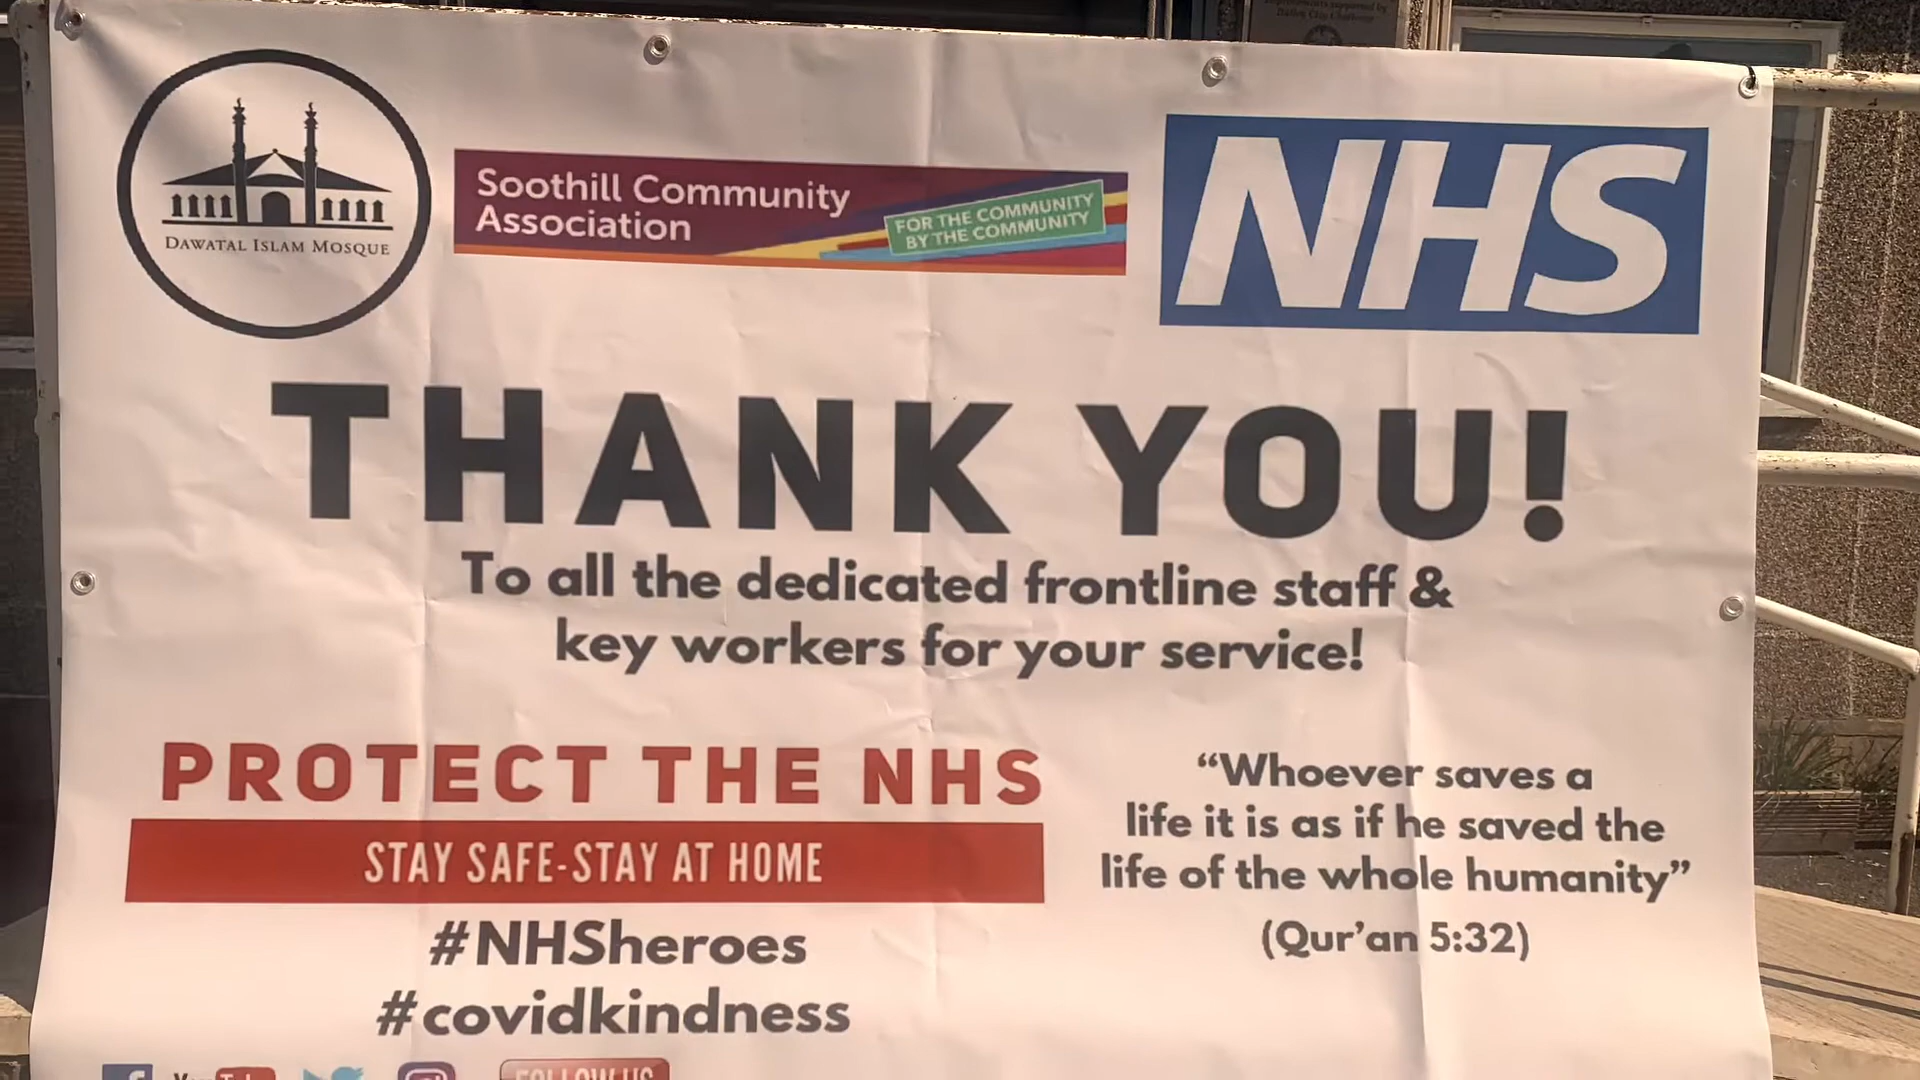 DAWATAL ISLAM MOSQUE
Soothill Community
Association
FOR THE COMMUNITY
BY THE COMMUNITY
NHS
THANK YOU!
To all the dedicated frontline staff &
key workers for your service!
PROTECT THE NHS
STAY SAFE-STAY AT HOME
#NHSheroes
#covidkindness
“Whoever saves a
life it is as if he saved the
life of the whole humanity”
(Qur’an 5:32)
YouTube
FOLLOW US